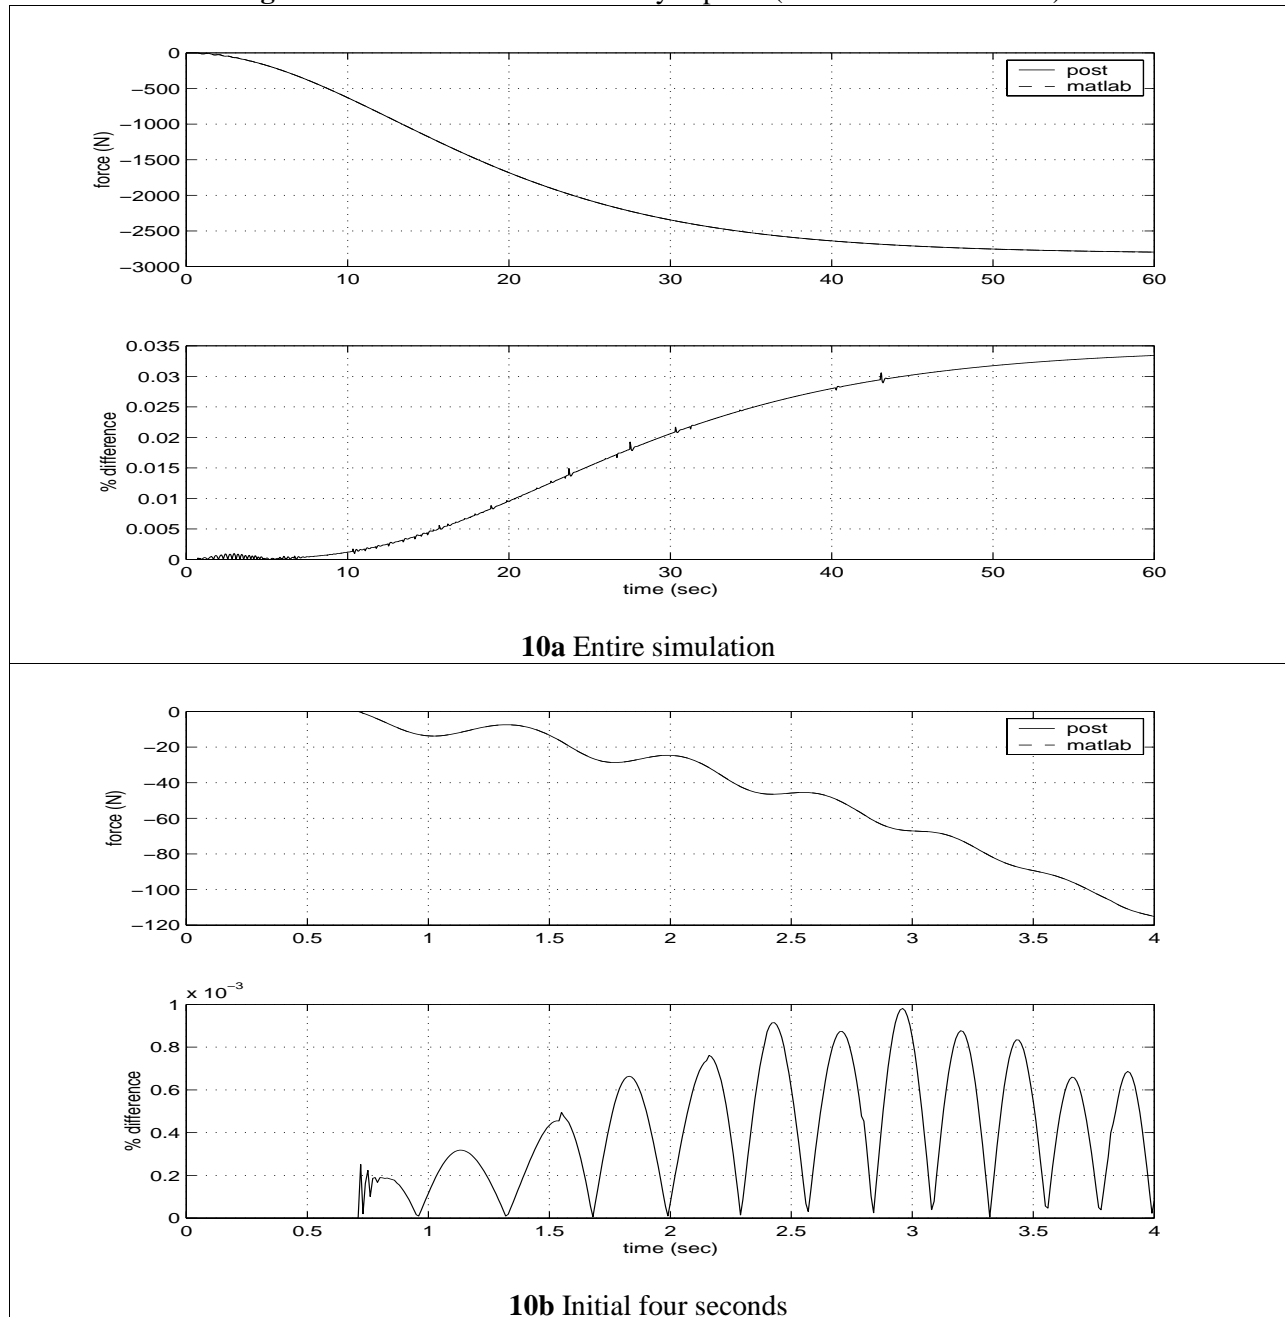 0
−500
−1000
−1500
−2000
−2500
−3000
force (N)
post
matlab
0 10 20 30 40 50 60
0.035
0.03
0.025
0.02
0.015
0.01
0.005
0
% difference
0 10 20 30 40 50 60
time (sec)
10a Entire simulation
0
−20
−40
−60
−80
−100
−120
force (N)
post
matlab
0 0.5 1 1.5 2 2.5 3 3.5 4
x 10−3
1
0.8
0.6
0.4
0.2
0
% difference
0 0.5 1 1.5 2 2.5 3 3.5 4
time (sec)
10b Initial four seconds